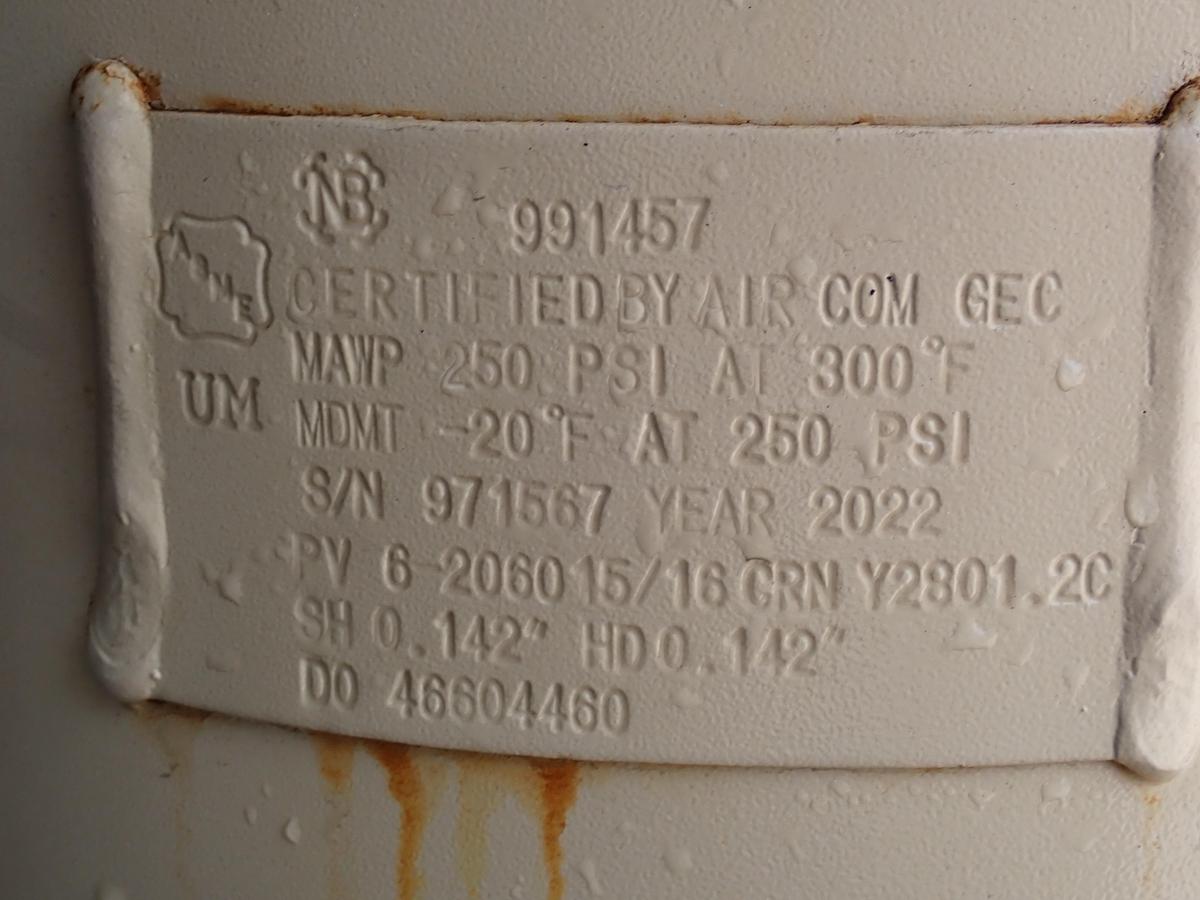 NB 991457
ASME
CERTIFIED BY AIR COM GEC
MAWP 250 PSI AT 300°F
UM
MDMT -20°F AT 250 PSI
S/N 971567 YEAR 2022
PV 6-2060 15/16 CRN Y2801.2C
SH 0.142" HD 0.142"
DO 46604460